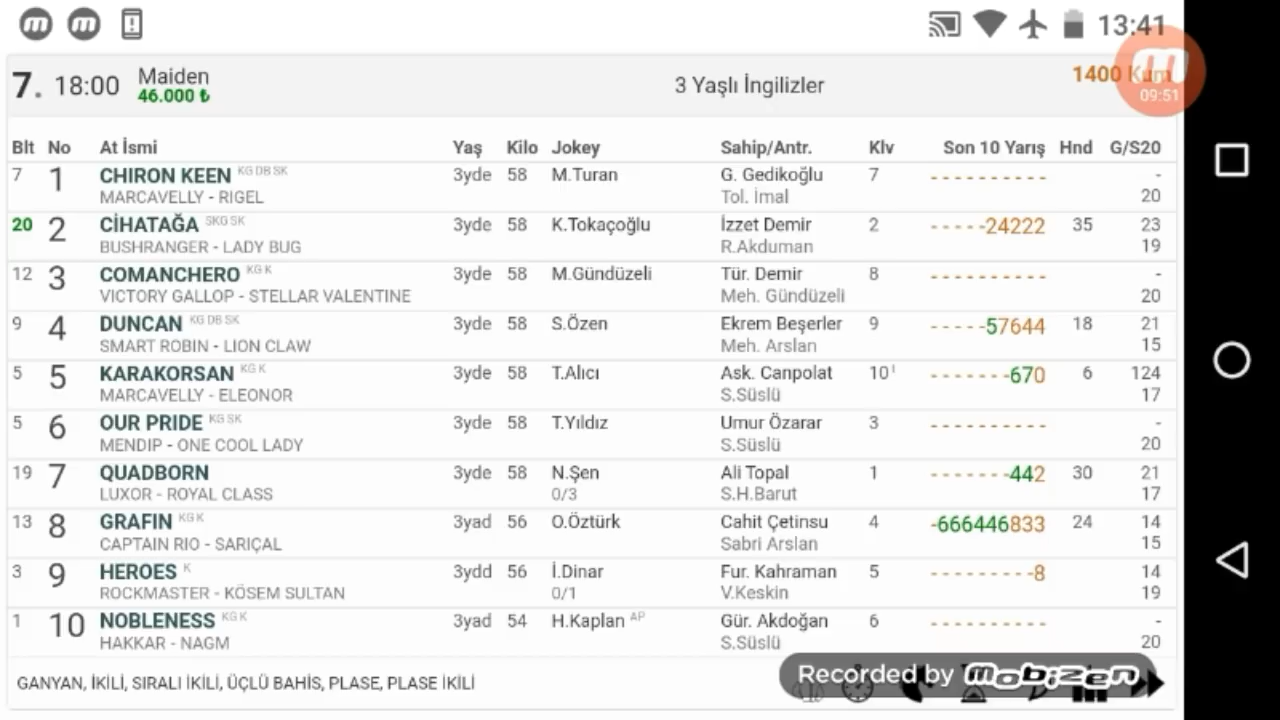 13:41
7. 18:00 Maiden 3 Yaşlı İngilizler 1400 Kum
46.000 ₺
09:51
Blt No At İsmi Yaş Kilo Jokey Sahip/Antr. Klv Son 10 Yarış Hnd G/S20
7 1 CHIRON KEEN KG DB SK 3yde 58 M.Turan G. Gedikoğlu 7 - - - - - - - - - - -
MARCAVELLY - RIGEL Tol. İmal 20
20 2 CİHATAĞA SKG SK 3yde 58 K.Tokaçoğlu İzzet Demir 2 - - - - -24222 35 23
BUSHRANGER - LADY BUG R.Akduman 19
12 3 COMANCHERO KG K 3yde 58 M.Gündüzeli Tür. Demir 8 - - - - - - - - - - -
VICTORY GALLOP - STELLAR VALENTINE Meh. Gündüzeli 20
9 4 DUNCAN KG DB SK 3yde 58 S.Özen Ekrem Beşerler 9 - - - - -57644 18 21
SMART ROBIN - LION CLAW Meh. Arslan 15
5 5 KARAKORSAN KG K 3yde 58 T.Alıcı Ask. Canpolat 10 - - - - - - -670 6 124
MARCAVELLY - ELEONOR S.Süslü 17
5 6 OUR PRIDE KG SK 3yde 58 T.Yıldız Umur Özarar 3 - - - - - - - - - - -
MENDIP - ONE COOL LADY S.Süslü 20
19 7 QUADBORN 3yde 58 N.Şen Ali Topal 1 - - - - - - -442 30 21
LUXOR - ROYAL CLASS 0/3 S.H.Barut 17
13 8 GRAFIN KG K 3yad 56 O.Öztürk Cahit Çetinsu 4 -666446833 24 14
CAPTAIN RIO - SARIÇAL Sabri Arslan 15
3 9 HEROES K 3ydd 56 İ.Dinar Fur. Kahraman 5 - - - - - - - - -8 14
ROCKMASTER - KÖSEM SULTAN 0/1 V.Keskin 19
1 10 NOBLENESS KG K 3yad 54 H.Kaplan AP Gür. Akdoğan 6 - - - - - - - - - - -
HAKKAR - NAGM S.Süslü 20
GANYAN, İKİLİ, SIRALI İKİLİ, ÜÇLÜ BAHİS, PLASE, PLASE İKİLİ
Recorded by mobizen